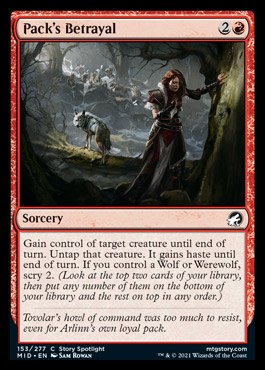 Pack's Betrayal 2
Sorcery
Gain control of target creature until end of
turn. Untap that creature. It gains haste until
end of turn. If you control a Wolf or Werewolf,
scry 2. (Look at the top two cards of your library,
then put any number of them on the bottom of
your library and the rest on top in any order.)
Tovolar's howl of command was too much to resist,
even for Arlinn's own loyal pack.
153/277 C Story Spotlight mtgstory.com
MID • EN Sam Rowan ™ & © 2021 Wizards of the Coast